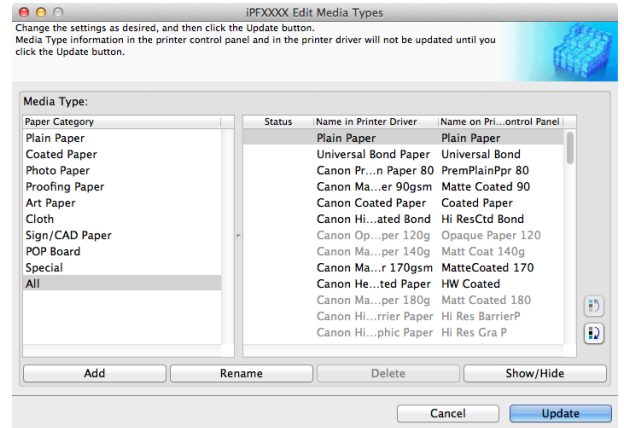 iPFXXXX Edit Media Types
Change the settings as desired, and then click the Update button.
Media Type information in the printer control panel and in the printer driver will not be updated until you
click the Update button.
Media Type:
Paper Category
Plain Paper
Coated Paper
Photo Paper
Proofing Paper
Art Paper
Cloth
Sign/CAD Paper
POP Board
Special
All
Status Name in Printer Driver Name on Pri...ontrol Panel
Plain Paper Plain Paper
Universal Bond Paper Universal Bond
Canon Pr...n Paper 80 PremPlainPpr 80
Canon Ma...er 90gsm Matte Coated 90
Canon Coated Paper Coated Paper
Canon Hi...ated Bond Hi ResCtd Bond
Canon Op...per 120g Opaque Paper 120
Canon Ma...per 140g Matt Coat 140g
Canon Ma...r 170gsm MatteCoated 170
Canon He...ted Paper HW Coated
Canon Ma...per 180g Matt Coated 180
Canon Hi...rrier Paper Hi Res BarrierP
Canon Hi...phic Paper Hi Res Gra P
Add Rename Delete Show/Hide
Cancel Update